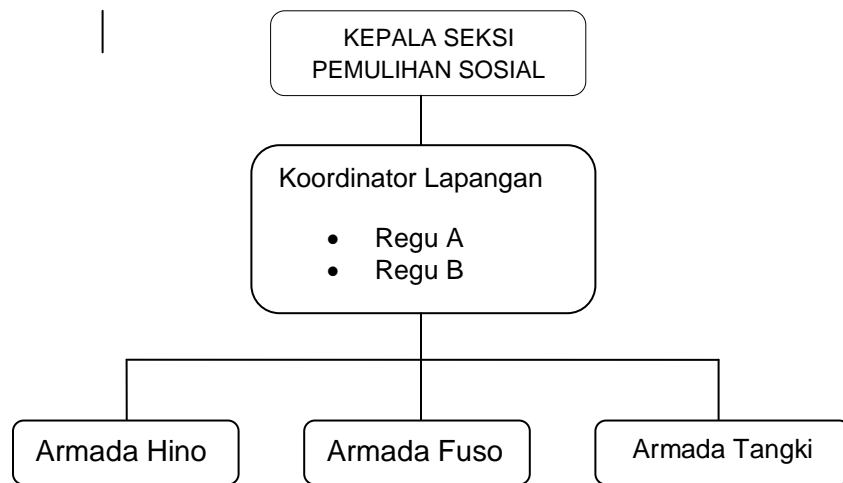 KEPALA SEKSI
PEMULIHAN SOSIAL
Koordinator Lapangan
• Regu A
• Regu B
Armada Hino
Armada Fuso
Armada Tangki